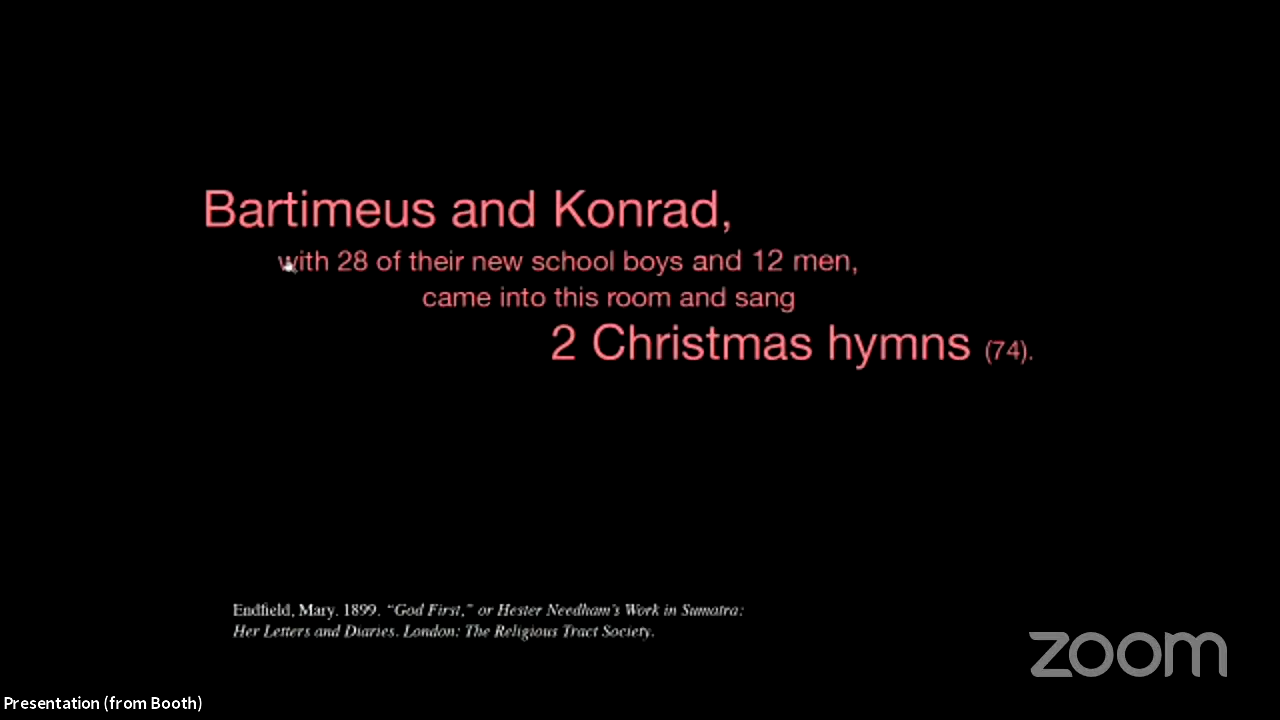 Bartimeus and Konrad,
with 28 of their new school boys and 12 men,
came into this room and sang
2 Christmas hymns (74).
Endfield, Mary. 1899. “God First,” or Hester Needham's Work in Sumatra:
Her Letters and Diaries. London: The Religious Tract Society.
zoom
Presentation (from Booth)